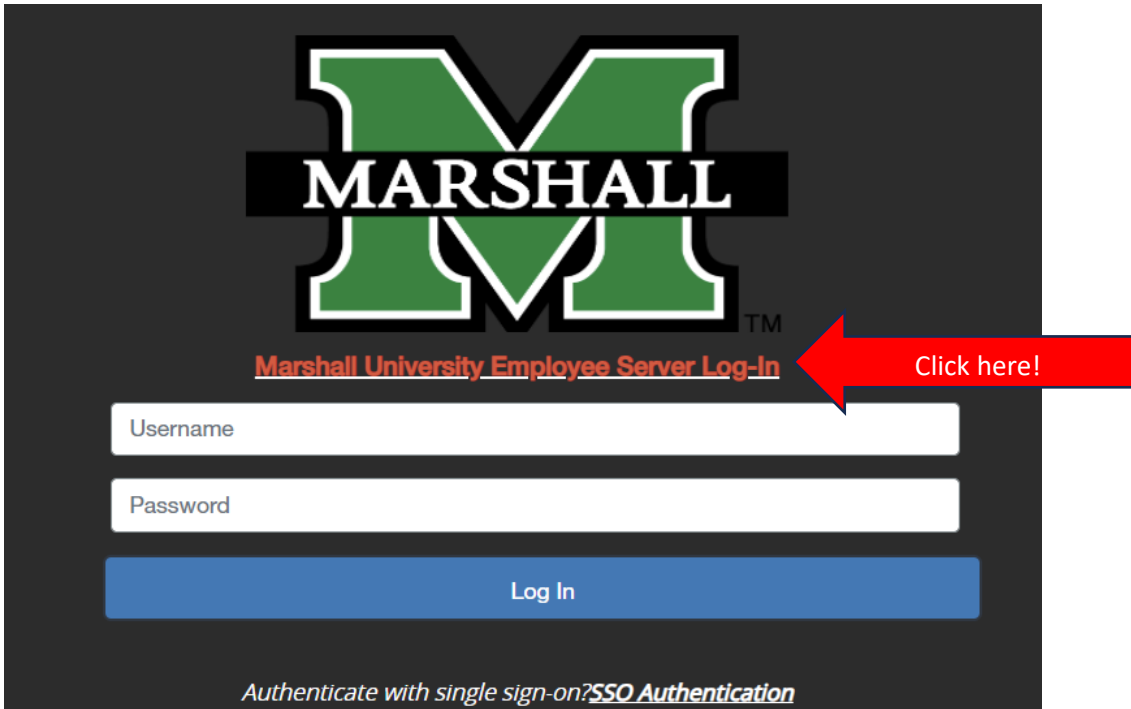 MARSHALL
TM
Marshall University Employee Server Log-In
Click here!
Username
Password
Log In
Authenticate with single sign-on?SSO Authentication